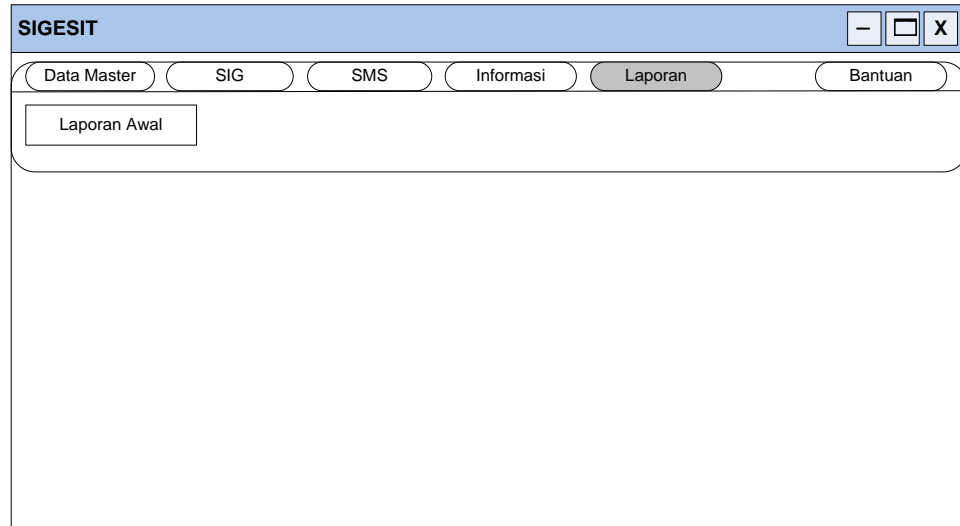 SIGESIT
X
Data Master SIG SMS Informasi Laporan Bantuan
Laporan Awal